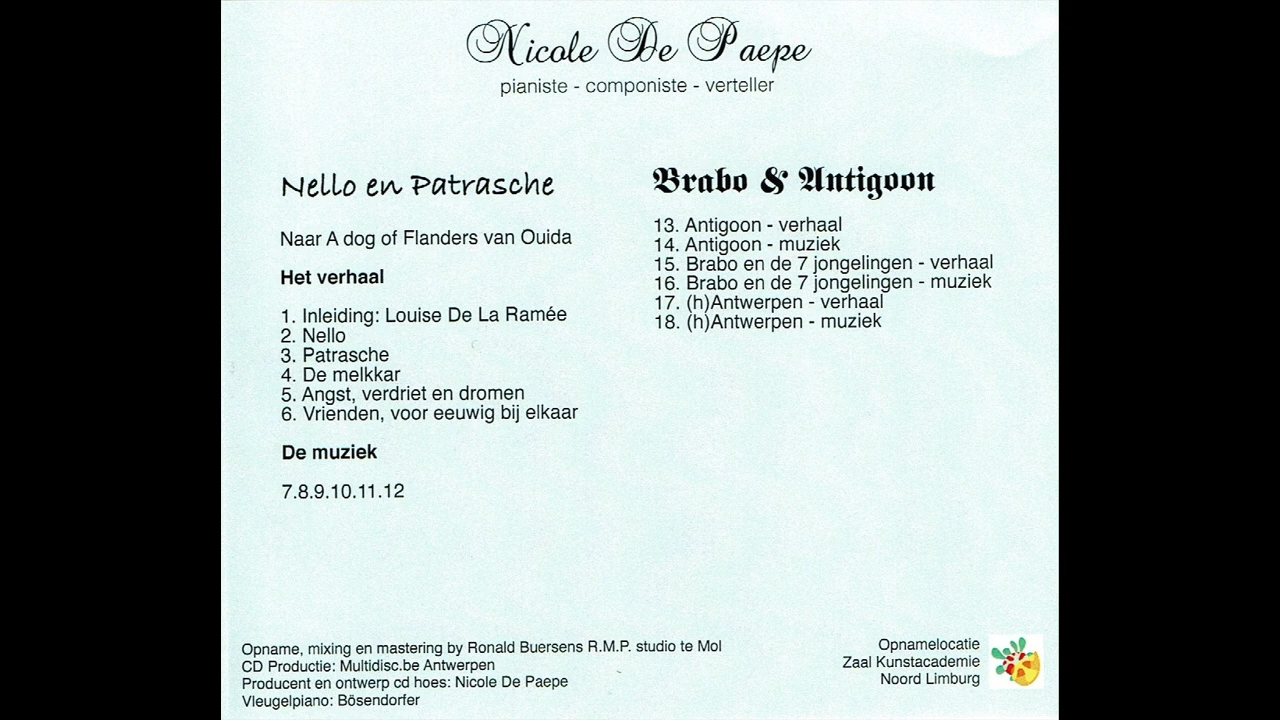 Nicole De Paepe
pianiste - componiste - verteller
Nello en Patrasche
Naar A dog of Flanders van Ouida
Het verhaal
1. Inleiding: Louise De La Ramée
2. Nello
3. Patrasche
4. De melkkar
5. Angst, verdriet en dromen
6. Vrienden, voor eeuwig bij elkaar
De muziek
7.8.9.10.11.12
Brabo & Antigoon
13. Antigoon - verhaal
14. Antigoon - muziek
15. Brabo en de 7 jongelingen - verhaal
16. Brabo en de 7 jongelingen - muziek
17. (h)Antwerpen - verhaal
18. (h)Antwerpen - muziek
Opname, mixing en mastering by Ronald Buersens R.M.P. studio te Mol
CD Productie: Multidisc.be Antwerpen
Producent en ontwerp cd hoes: Nicole De Paepe
Vleugelpiano: Bösendorfer
Opnamelocatie
Zaal Kunstacademie
Noord Limburg